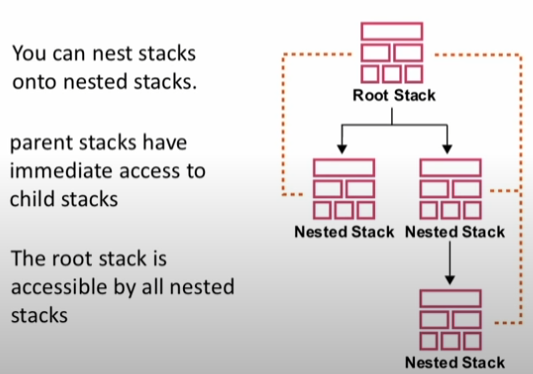 You can nest stacks
onto nested stacks.
parent stacks have
immediate access to
child stacks
The root stack is
accessible by all nested
stacks
Root Stack
Nested Stack
Nested Stack
Nested Stack